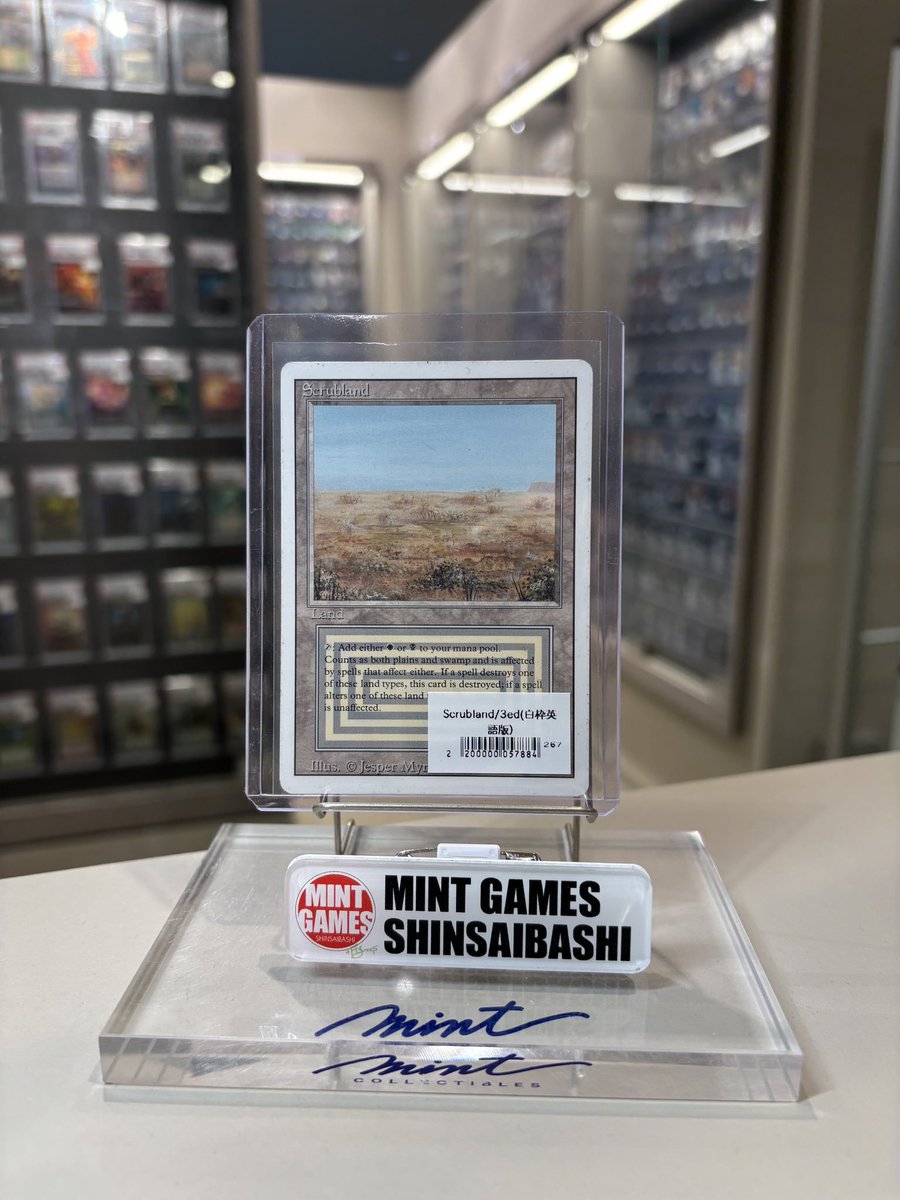 Scrubland
Land
: Add either or to your mana pool.
Counts as both plains and swamp and is affected
by spells that affect either. If a spell destroys one
of these land types, this card is destroyed; if a spell
alters one of these land
is unaffected.
Scrubland/3ed(白枠英
語版)
267
2 200000 057884
Illus. © Jesper Myr
MINT
GAMES
SHINSAIBASHI
MINT GAMES
SHINSAIBASHI
mint
mint
COLLECTIBLES